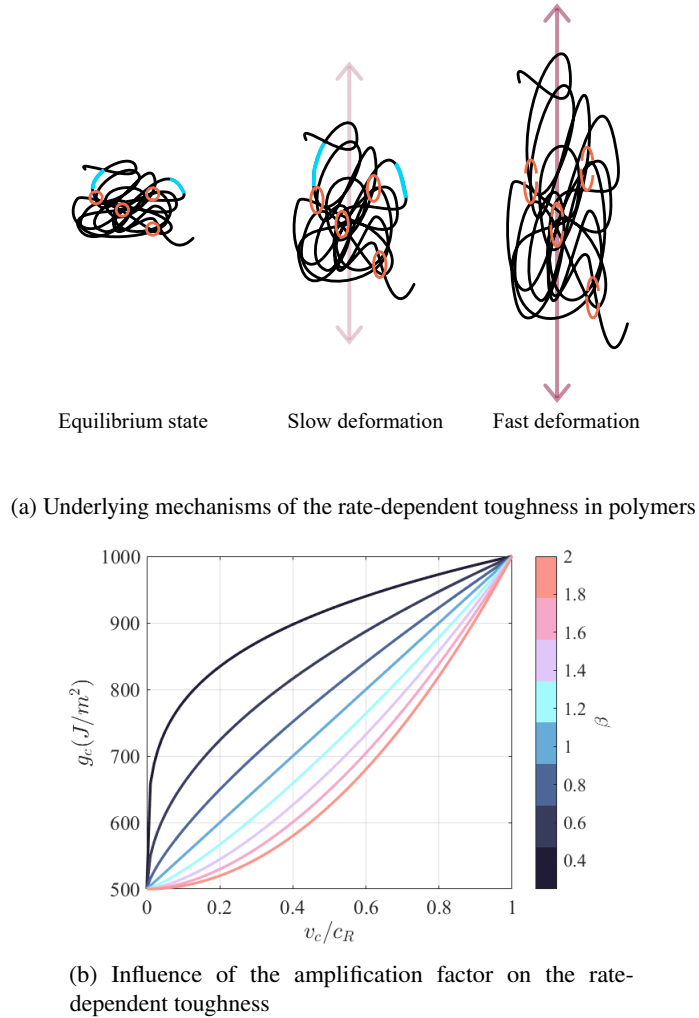 Equilibrium state
Slow deformation
Fast deformation
(a) Underlying mechanisms of the rate-dependent toughness in polymers
1000
900
800
700
600
500
g_c(J/m^2)
0
0.2
0.4
0.6
0.8
1
v_c/c_R
2
1.8
1.6
1.4
1.2
1
0.8
0.6
0.4
β
(b) Influence of the amplification factor on the rate-
dependent toughness